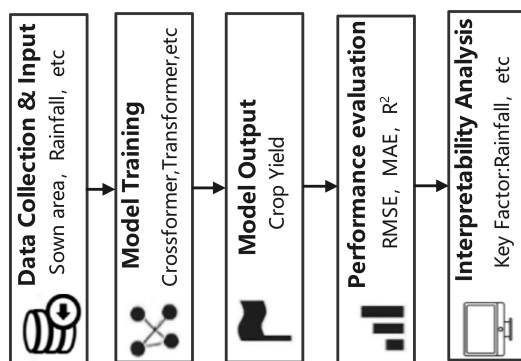 Data Collection & Input
Sown area, Rainfall, etc
Model Training
Crossformer,Transformer,etc
Model Output
Crop Yield
Performance evaluation
RMSE, MAE, R²
Interpretability Analysis
Key Factor:Rainfall, etc